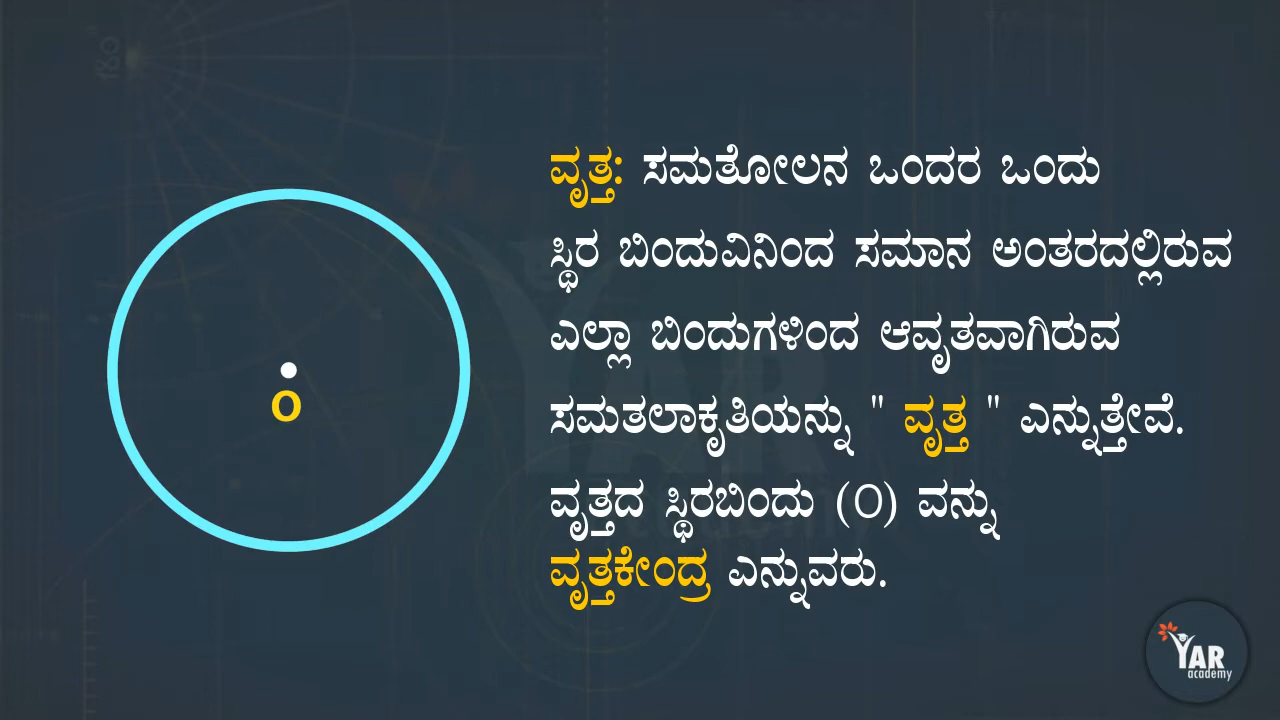 ವೃತ್ತ: ಸಮತೋಲನ ಒಂದರ ಒಂದು
ಸ್ಥಿರ ಬಿಂದುವಿನಿಂದ ಸಮಾನ ಅಂತರದಲ್ಲಿರುವ
ಎಲ್ಲಾ ಬಿಂದುಗಳಿಂದ ಆವೃತವಾಗಿರುವ
ಸಮತಲಾಕೃತಿಯನ್ನು " ವೃತ್ತ " ಎನ್ನುತ್ತೇವೆ.
ವೃತ್ತದ ಸ್ಥಿರಬಿಂದು (O) ವನ್ನು
ವೃತ್ತಕೇಂದ್ರ ಎನ್ನುವರು.
O
YAR
academy
180